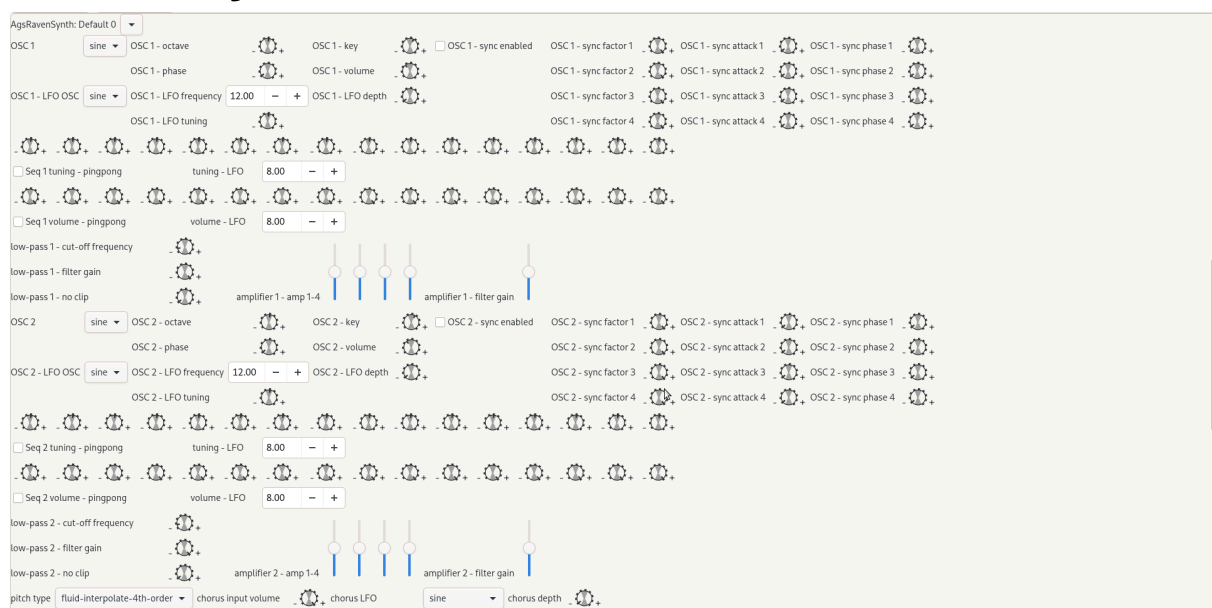 AgsRavenSynth: Default 0
OSC 1 sine OSC 1 - octave - + OSC 1 - key - + OSC 1 - sync enabled OSC 1 - sync factor 1 - + OSC 1 - sync attack 1 - + OSC 1 - sync phase 1 - +
OSC 1 - phase - + OSC 1 - volume - + OSC 1 - sync factor 2 - + OSC 1 - sync attack 2 - + OSC 1 - sync phase 2 - +
OSC 1 - LFO OSC sine OSC 1 - LFO frequency 12.00 - + OSC 1 - LFO depth - + OSC 1 - sync factor 3 - + OSC 1 - sync attack 3 - + OSC 1 - sync phase 3 - +
OSC 1 - LFO tuning - + OSC 1 - sync factor 4 - + OSC 1 - sync attack 4 - + OSC 1 - sync phase 4 - +
- + - + - + - + - + - + - + - + - + - + - + - + - + - + - + - +
Seq 1 tuning - pingpong tuning - LFO 8.00 - +
- + - + - + - + - + - + - + - + - + - + - + - + - + - + - + - +
Seq 1 volume - pingpong volume - LFO 8.00 - +
low-pass 1 - cut-off frequency - +
low-pass 1 - filter gain - +
low-pass 1 - no clip - + amplifier 1 - amp 1-4 amplifier 1 - filter gain
OSC 2 sine OSC 2 - octave - + OSC 2 - key - + OSC 2 - sync enabled OSC 2 - sync factor 1 - + OSC 2 - sync attack 1 - + OSC 2 - sync phase 1 - +
OSC 2 - phase - + OSC 2 - volume - + OSC 2 - sync factor 2 - + OSC 2 - sync attack 2 - + OSC 2 - sync phase 2 - +
OSC 2 - LFO OSC sine OSC 2 - LFO frequency 12.00 - + OSC 2 - LFO depth - + OSC 2 - sync factor 3 - + OSC 2 - sync attack 3 - + OSC 2 - sync phase 3 - +
OSC 2 - LFO tuning - + OSC 2 - sync factor 4 - + OSC 2 - sync attack 4 - + OSC 2 - sync phase 4 - +
- + - + - + - + - + - + - + - + - + - + - + - + - + - + - + - +
Seq 2 tuning - pingpong tuning - LFO 8.00 - +
- + - + - + - + - + - + - + - + - + - + - + - + - + - + - + - +
Seq 2 volume - pingpong volume - LFO 8.00 - +
low-pass 2 - cut-off frequency - +
low-pass 2 - filter gain - +
low-pass 2 - no clip - + amplifier 2 - amp 1-4 amplifier 2 - filter gain
pitch type fluid-interpolate-4th-order chorus input volume - + chorus LFO sine chorus depth - +